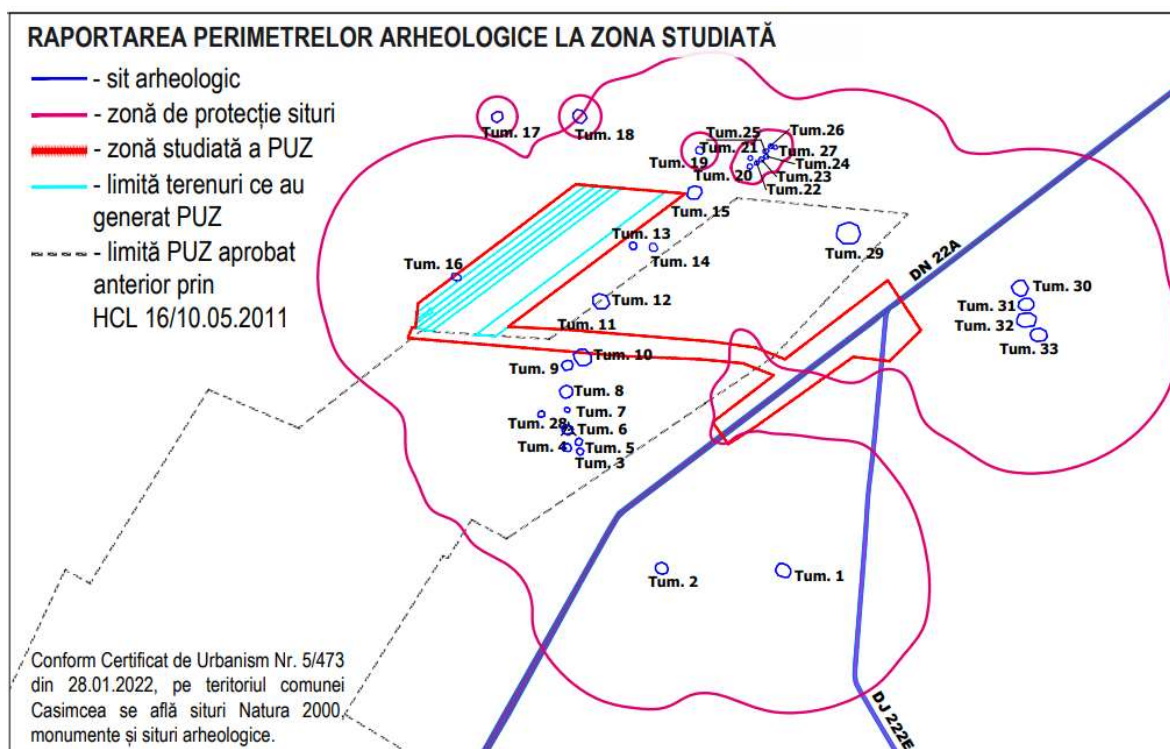 RAPORTAREA PERIMETRELOR ARHEOLOGICE LA ZONA STUDIATĂ
- sit arheologic
- zonă de protecție situri
- zonă studiată a PUZ
- limită terenuri ce au
generat PUZ
- limită PUZ aprobat
anterior prin
HCL 16/10.05.2011
Tum. 17
Tum. 18
Tum.25
Tum.26
Tum. 21
Tum. 27
Tum. 19
Tum.24
Tum. 20
Tum.23
Tum.22
Tum. 15
Tum. 13
Tum. 14
Tum. 29
DN 22A
Tum. 16
Tum. 30
Tum. 12
Tum. 31
Tum. 11
Tum. 32
Tum. 33
Tum. 10
Tum. 9
Tum. 8
Tum. 7
Tum. 28
Tum. 6
Tum. 4
Tum. 5
Tum. 3
Tum. 2
Tum. 1
DJ 222E
Conform Certificat de Urbanism Nr. 5/473
din 28.01.2022, pe teritoriul comunei
Casimcea se află situri Natura 2000,
monumente și situri arheologice.